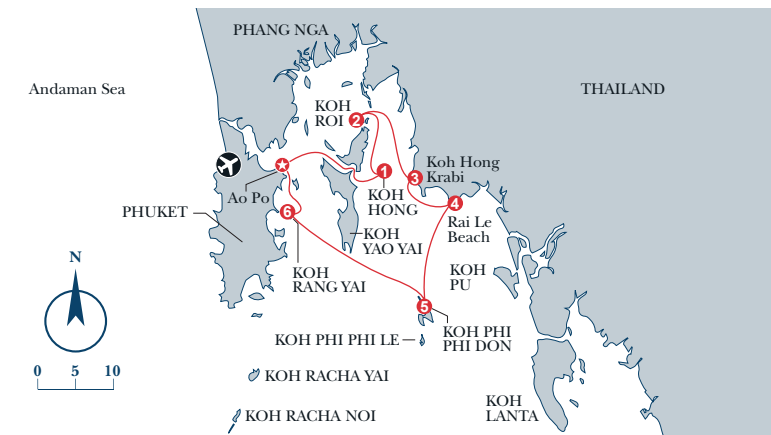 PHANG NGA
Andaman Sea
THAILAND
KOH
ROI
2
1
KOH
HONG
3
Koh Hong
Krabi
4
Rai Le
Beach
Ao Po
PHUKET
6
KOH
RANG YAI
KOH
YAO YAI
KOH
PU
5
KOH PHI
PHI DON
KOH PHI PHI LE
KOH RACHA YAI
KOH RACHA NOI
KOH
LANTA
N
0 5 10